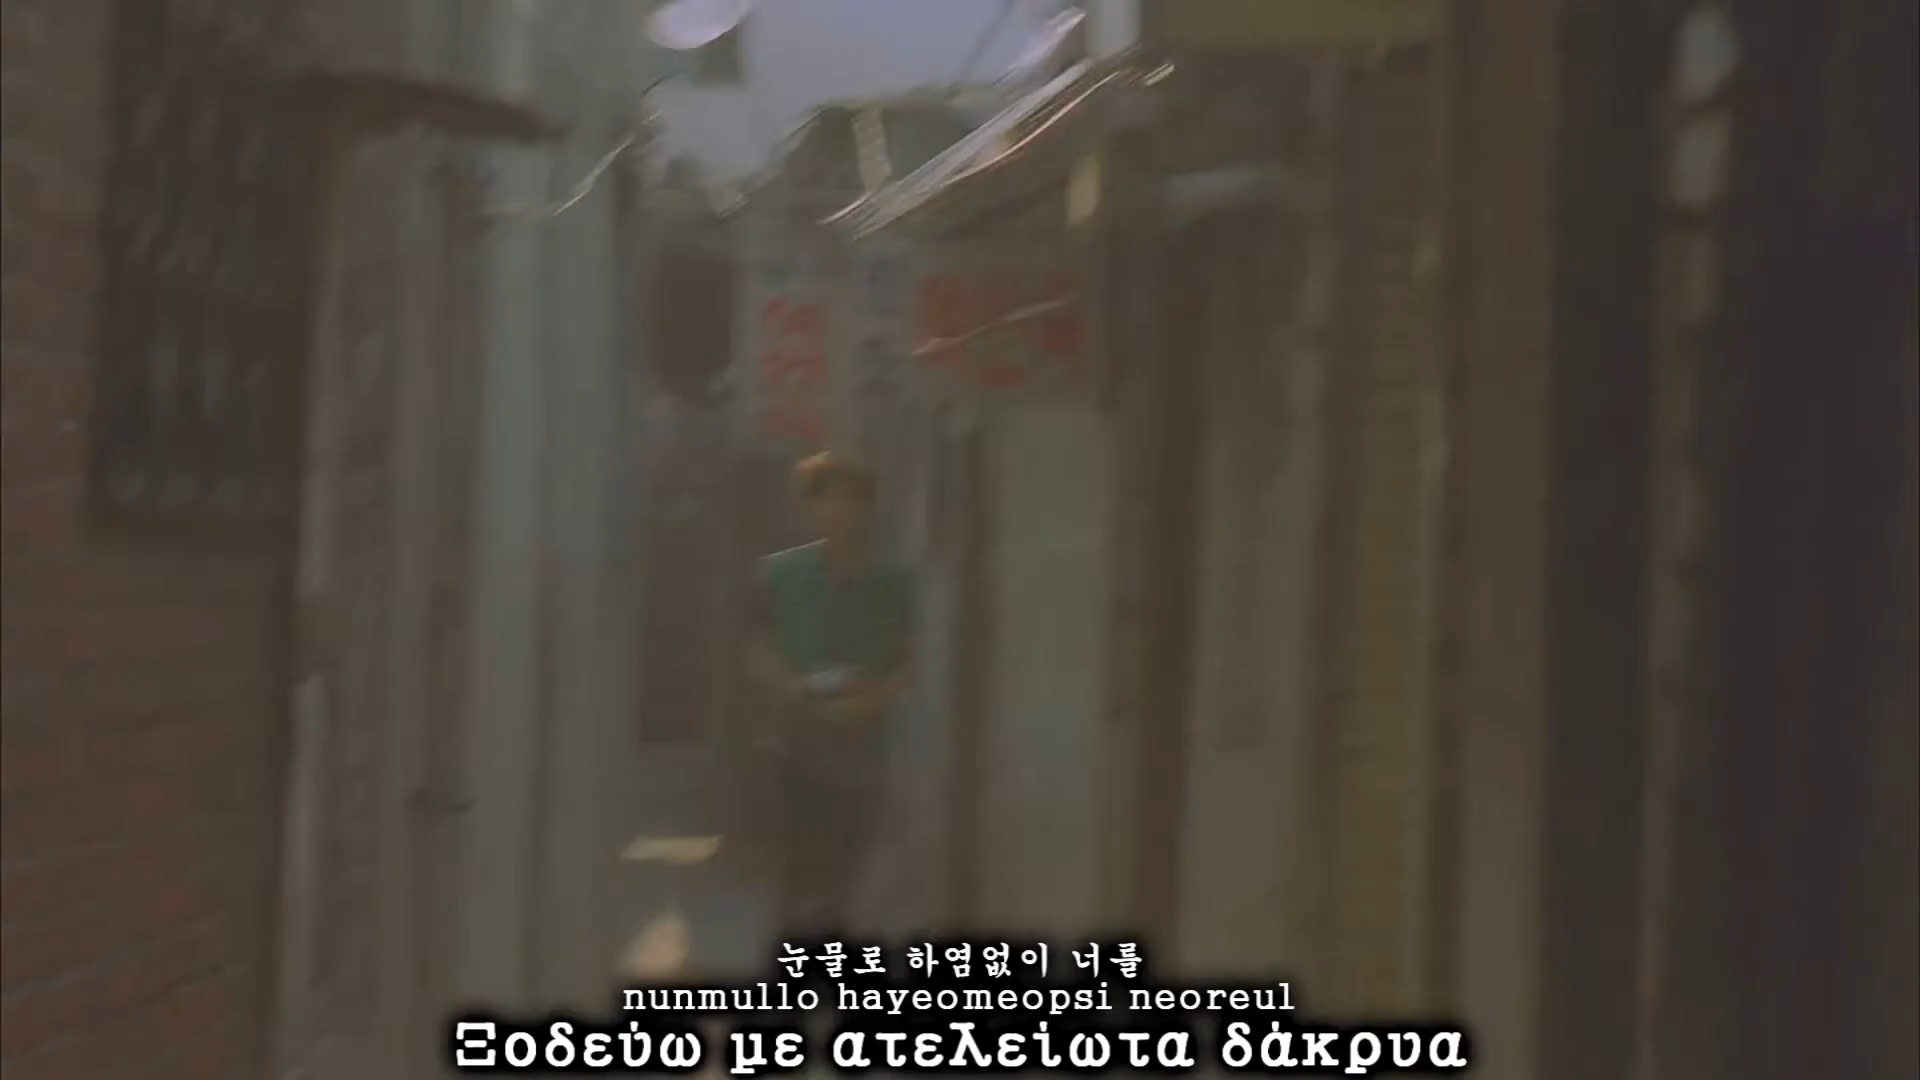 눈물로 하염없이 너를
nunmullo hayeomeopsi neoreul
Ξοδεύω με ατελείωτα δάκρυα